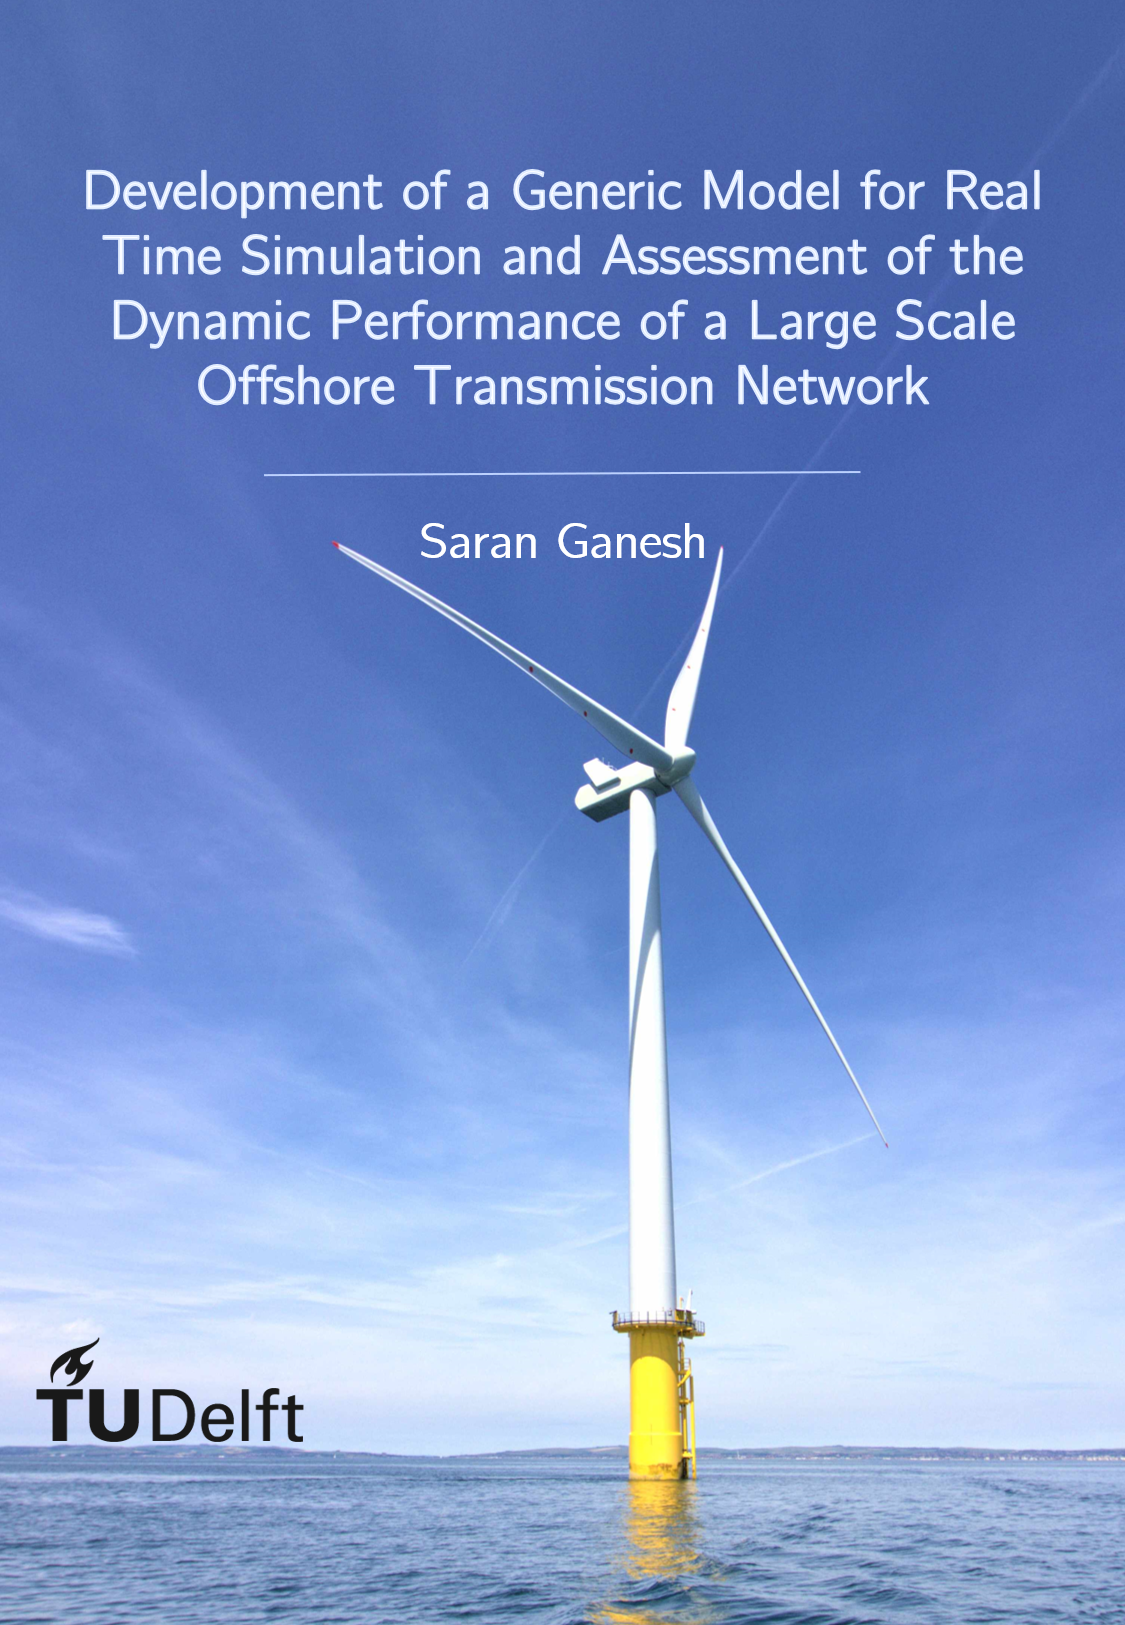 Development of a Generic Model for Real
Time Simulation and Assessment of the
Dynamic Performance of a Large Scale
Offshore Transmission Network
Saran Ganesh
TUDelft